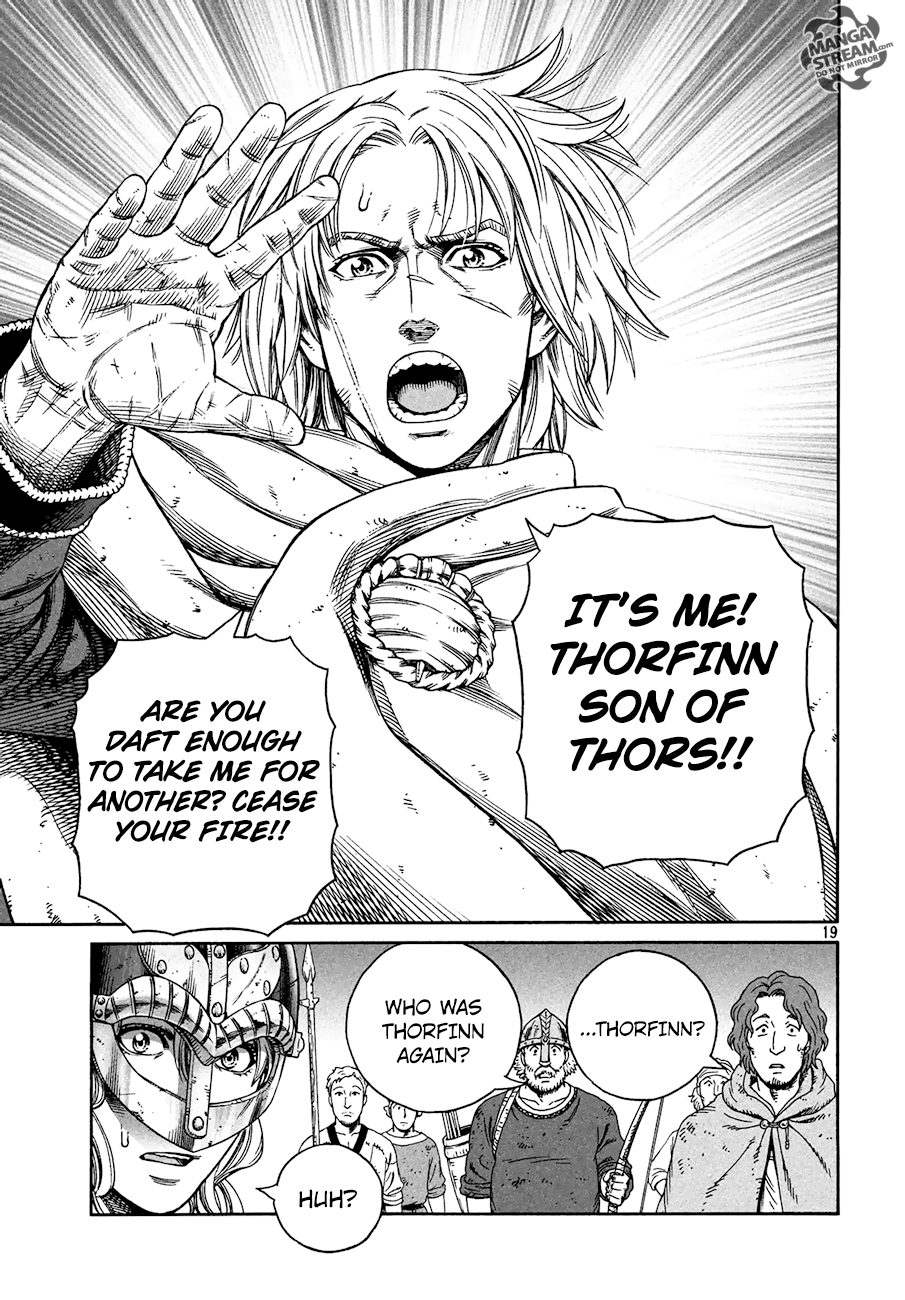 MANGA
STREAM.com
DO NOT MIRROR
IT'S ME!
THORFINN
SON OF
THORS!!
ARE YOU
DAFT ENOUGH
TO TAKE ME FOR
ANOTHER? CEASE
YOUR FIRE!!
19
...THORFINN?
WHO WAS
THORFINN
AGAIN?
HUH?